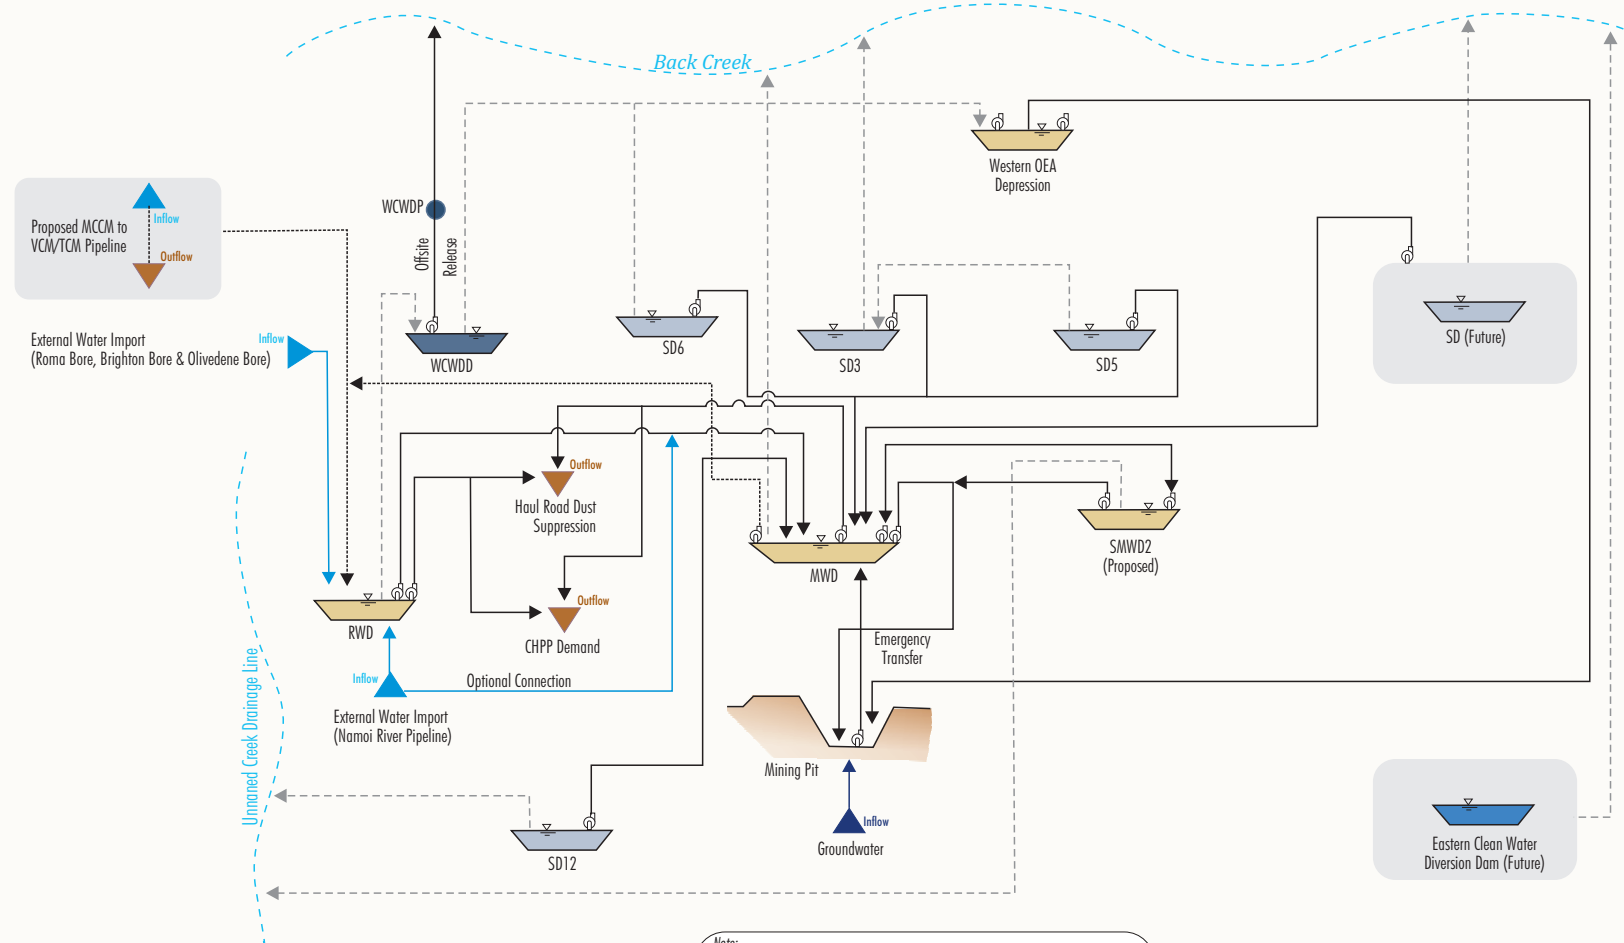 Back Creek
Western OEA
Depression
WCWDP
Offsite
Release
Proposed MCCM to
VCM/TCM Pipeline
Inflow
Outflow
External Water Import
(Roma Bore, Brighton Bore & Olivedene Bore)
Inflow
WCWDD
SD6
SD3
SD5
SD (Future)
Outflow
Haul Road Dust
Suppression
MWD
SMWD2
(Proposed)
RWD
Outflow
CHPP Demand
Emergency
Transfer
Inflow
Optional Connection
External Water Import
(Namoi River Pipeline)
Unnaned Creek Drainage Line
Mining Pit
Inflow
Groundwater
SD12
Eastern Clean Water
Diversion Dam (Future)
Note: